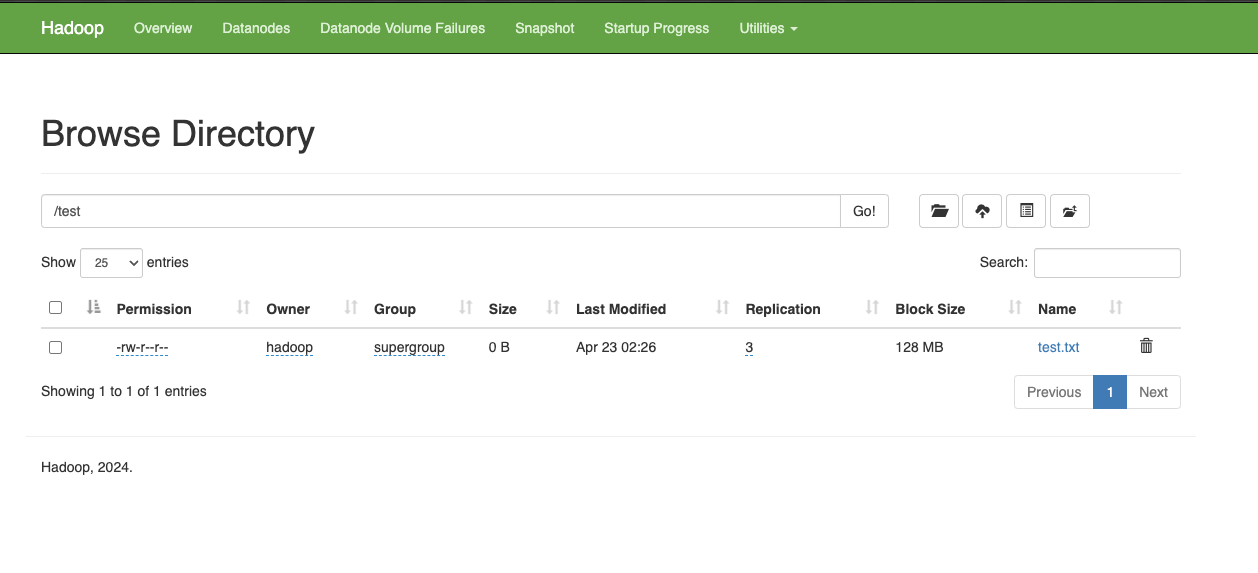 Hadoop Overview Datanodes Datanode Volume Failures Snapshot Startup Progress Utilities
Browse Directory
/test Go!
Show 25 entries Search:
Permission Owner Group Size Last Modified Replication Block Size Name
-rw-r--r-- hadoop supergroup 0 B Apr 23 02:26 3 128 MB test.txt
Showing 1 to 1 of 1 entries Previous 1 Next
Hadoop, 2024.